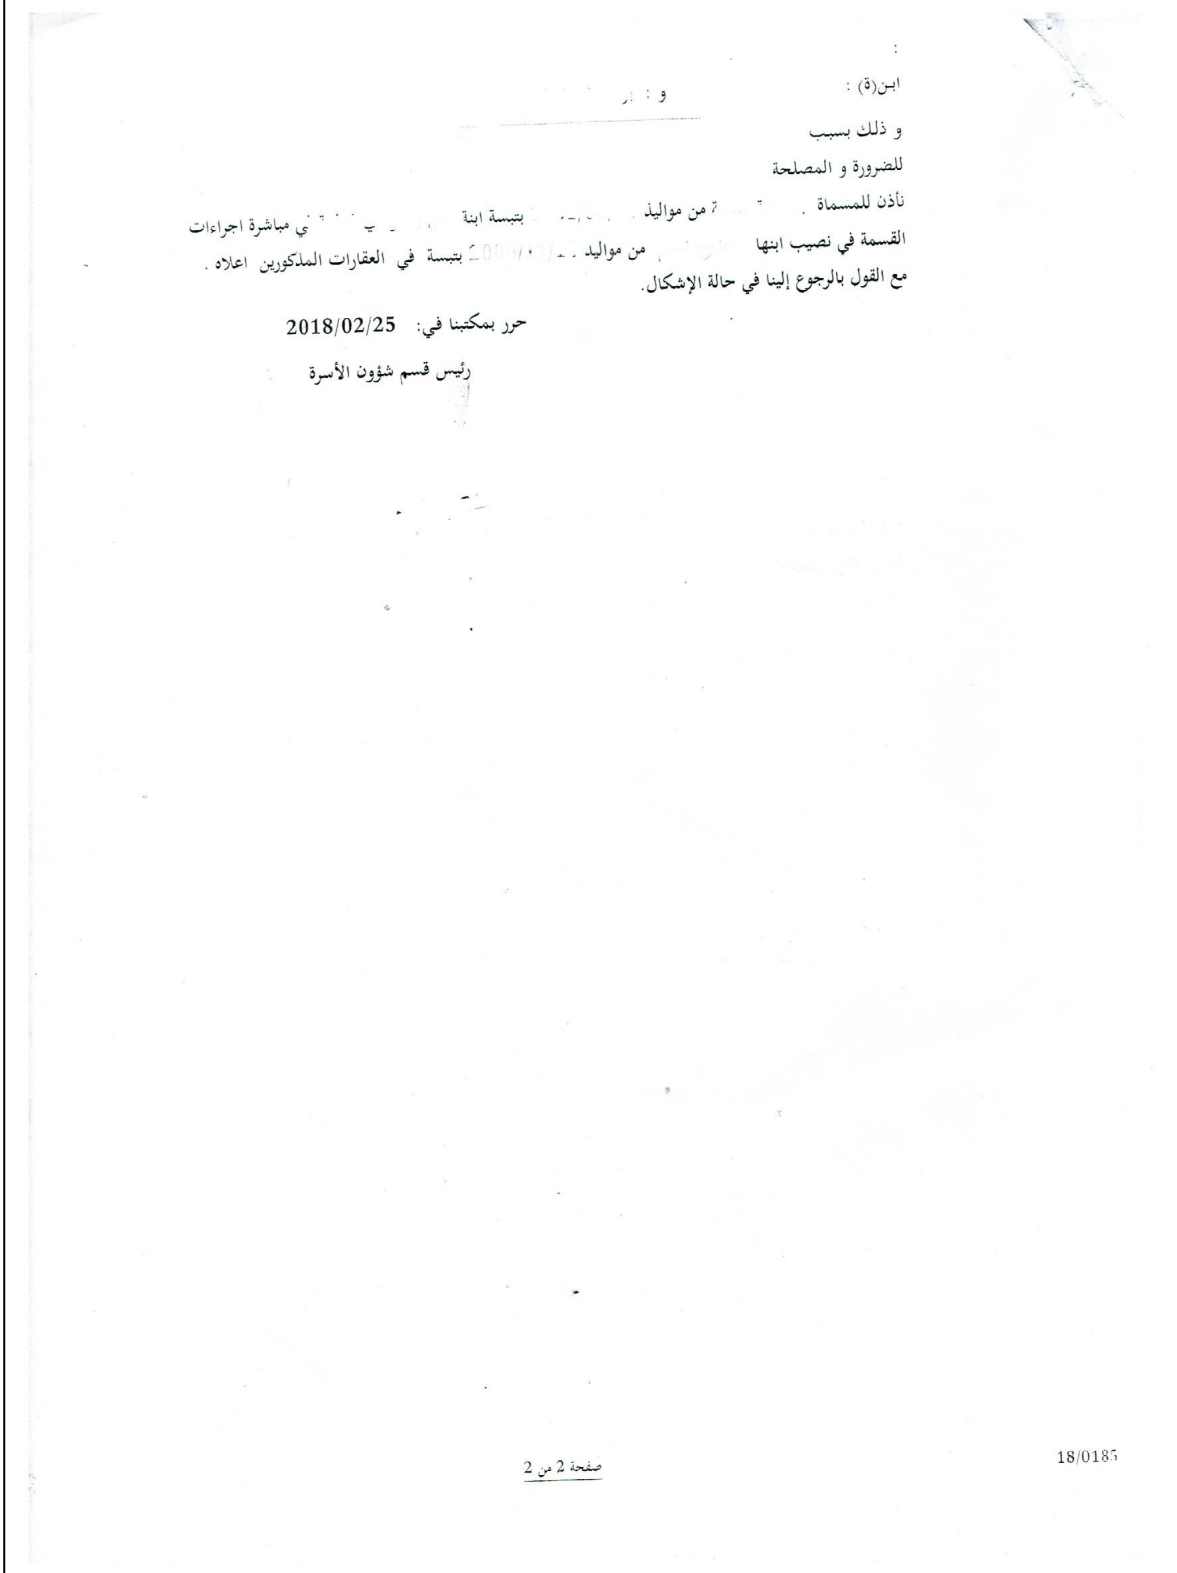 :
ابن(ة) : و :
و ذلك بسبب
للضرورة و المصلحة
نأذن للمسماة من مواليد بتبسة ابنة مباشرة اجراءات
القسمة في نصيب ابنها من مواليد بتبسة في العقارات المذكورين اعلاه .
مع القول بالرجوع إلينا في حالة الإشكال.
حرر بمكتبنا في: 2018/02/25
رئيس قسم شؤون الأسرة
18/0185
صفحة 2 من 2